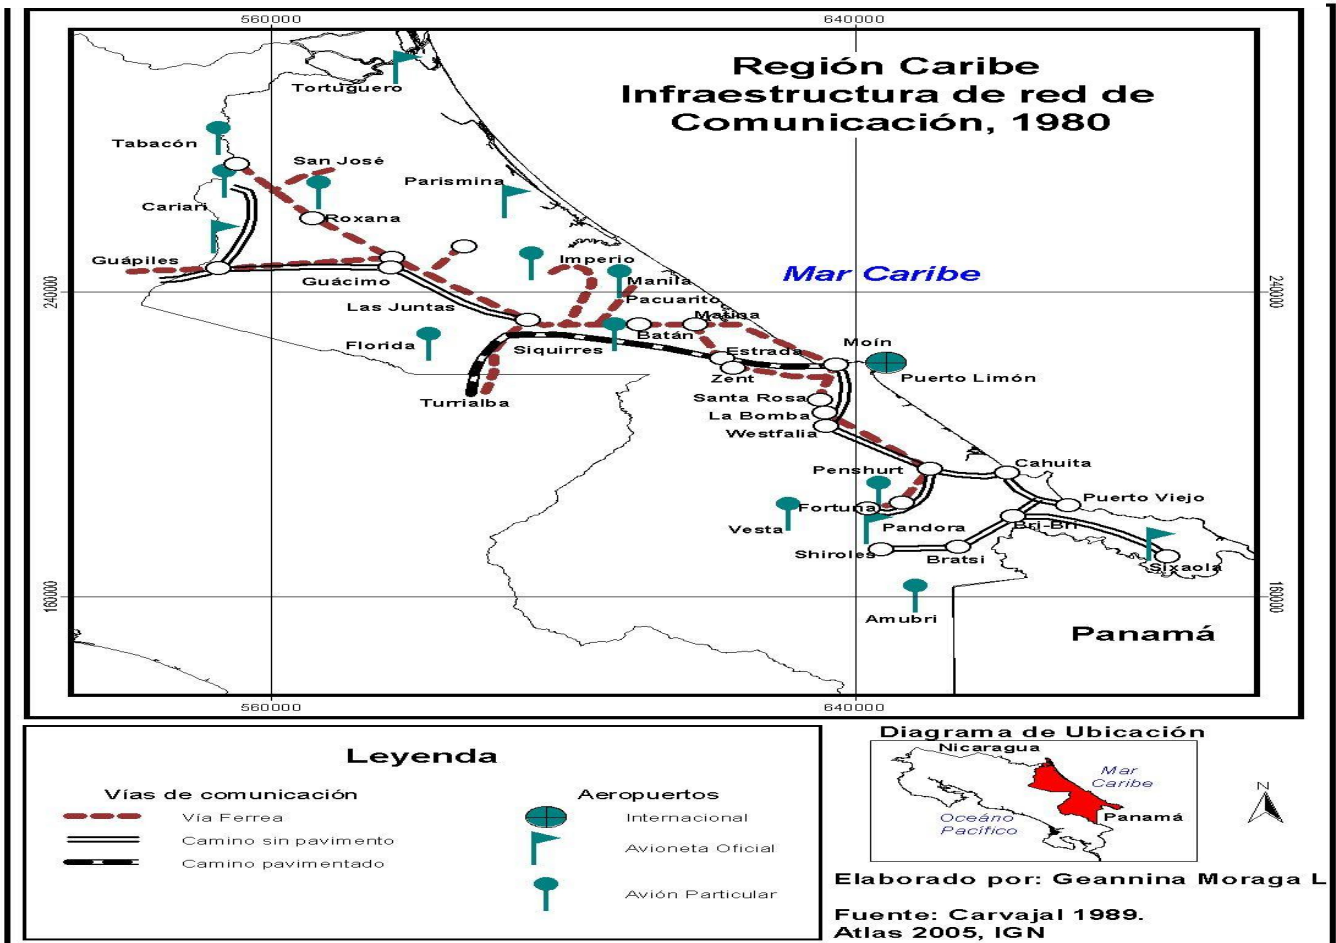 560000
640000
Región Caribe
Infraestructura de red de
Comunicación, 1980
Tortuguero
Tabacón
San José
Parismina
Cariari
Roxana
Guápiles
Imperio
Mar Caribe
Guácimo
Manila
240000
240000
Pacuarito
Las Juntas
Matina
Batán
Florida
Siquirres
Estrada
Moín
Zent
Puerto Limón
Turrialba
Santa Rosa
La Bomba
Westfalia
Penshurt
Cahuita
Puerto Viejo
Fortuna
Vesta
Pandora
Bri-Bri
Shiroles
Bratsi
Sixaola
160000
160000
Amubri
Panamá
560000
640000
Leyenda
Vías de comunicación
Vía Ferrea
Camino sin pavimento
Camino pavimentado
Aeropuertos
Internacional
Avioneta Oficial
Avión Particular
Diagrama de Ubicación
Nicaragua
Mar
Caribe
Panamá
Oceáno
Pacífico
N
Elaborado por: Geannina Moraga L
Fuente: Carvajal 1989.
Atlas 2005, IGN